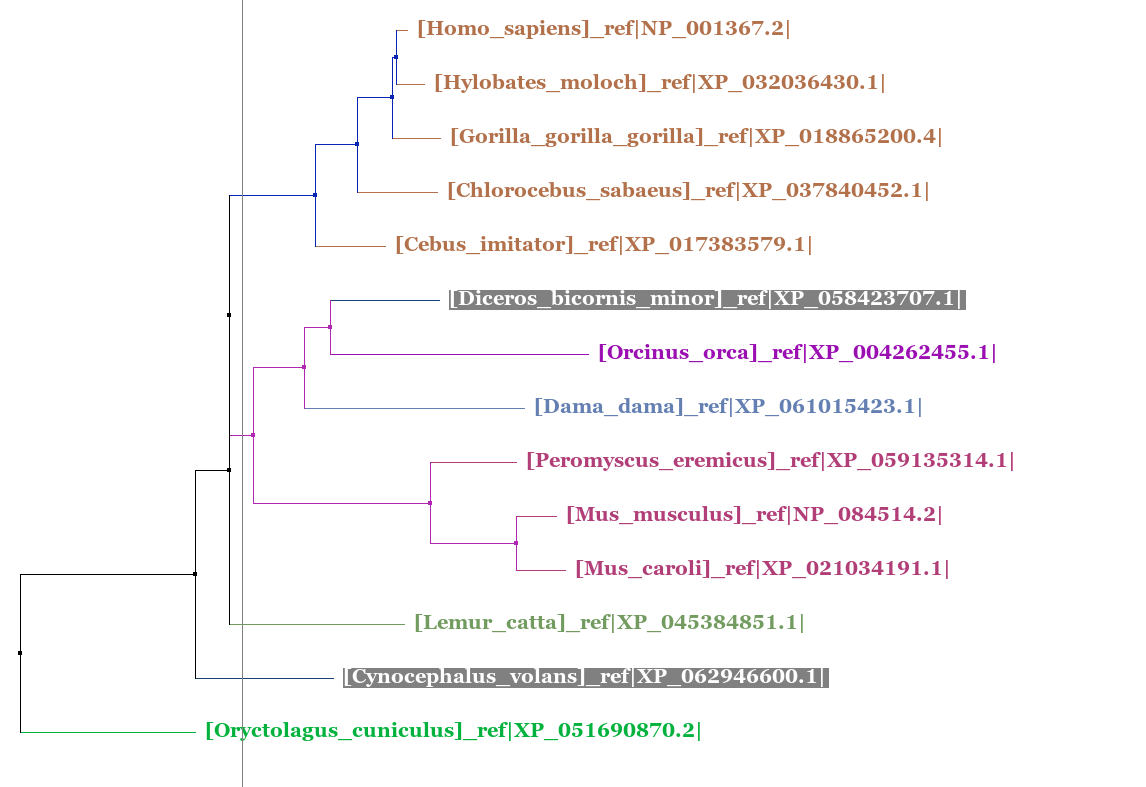 [Homo_sapiens]_ref|NP_001367.2|
[Hylobates_moloch]_ref|XP_032036430.1|
[Gorilla_gorilla_gorilla]_ref|XP_018865200.4|
[Chlorocebus_sabaeus]_ref|XP_037840452.1|
[Cebus_imitator]_ref|XP_017383579.1|
[Diceros_bicornis_minor]_ref|XP_058423707.1|
[Orcinus_orca]_ref|XP_004262455.1|
[Dama_dama]_ref|XP_061015423.1|
[Peromyscus_eremicus]_ref|XP_059135314.1|
[Mus_musculus]_ref|NP_084514.2|
[Mus_caroli]_ref|XP_021034191.1|
[Lemur_catta]_ref|XP_045384851.1|
[Cynocephalus_volans]_ref|XP_062946600.1|
[Oryctolagus_cuniculus]_ref|XP_051690870.2|